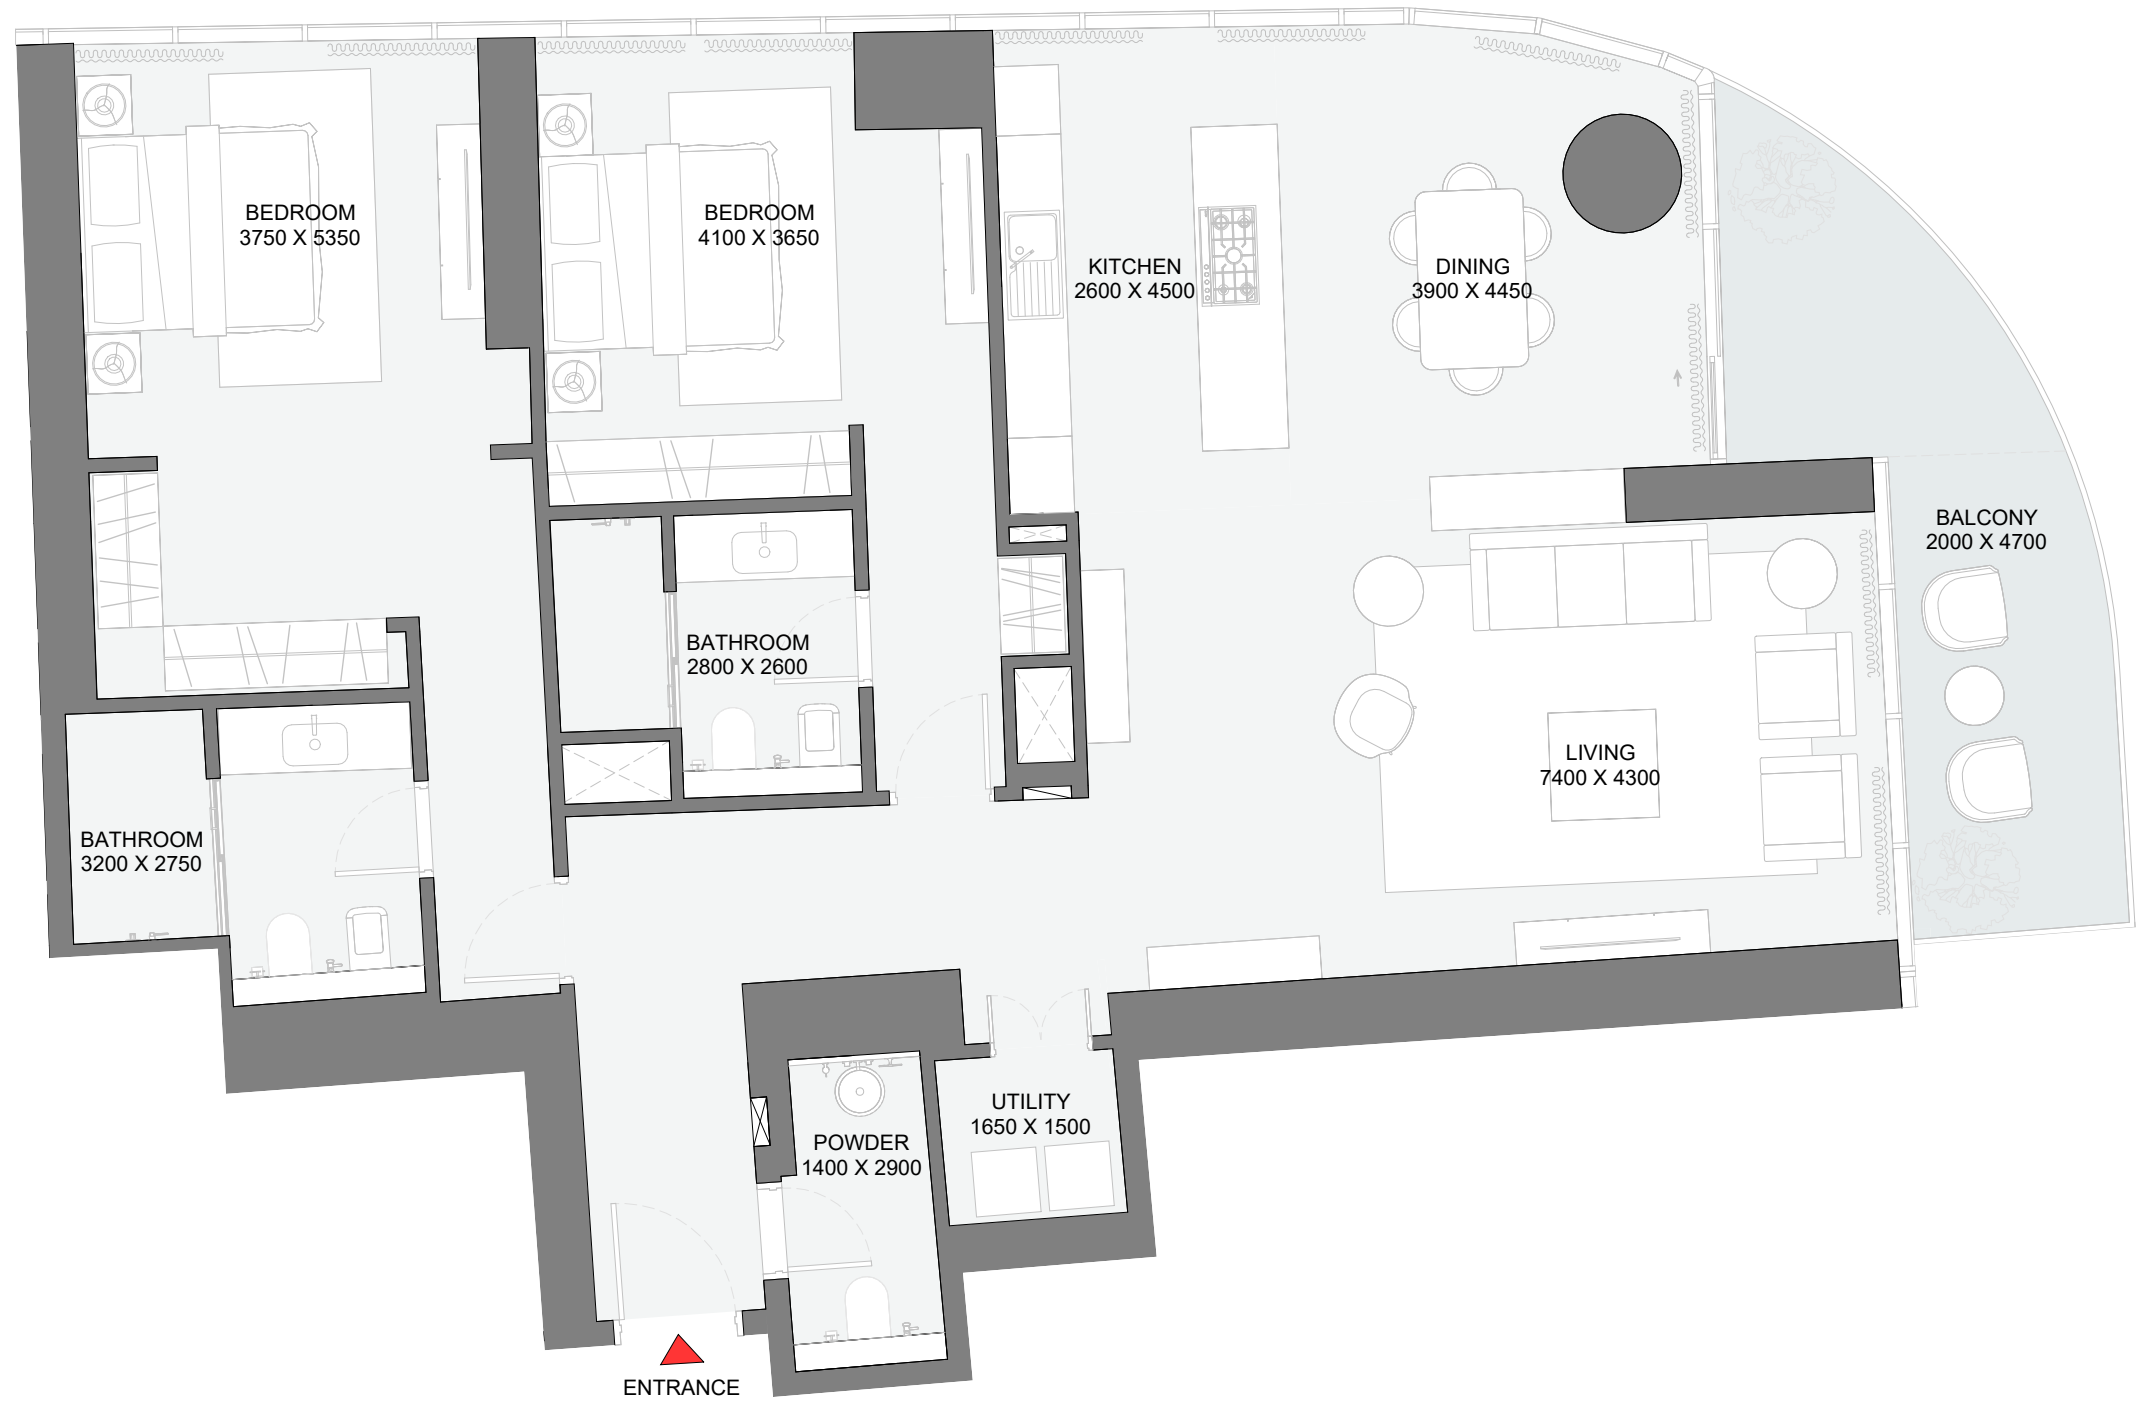 BEDROOM
3750 X 5350
BEDROOM
4100 X 3650
KITCHEN
2600 X 4500
DINING
3900 X 4450
BALCONY
2000 X 4700
BATHROOM
2800 X 2600
LIVING
7400 X 4300
BATHROOM
3200 X 2750
UTILITY
1650 X 1500
POWDER
1400 X 2900
ENTRANCE